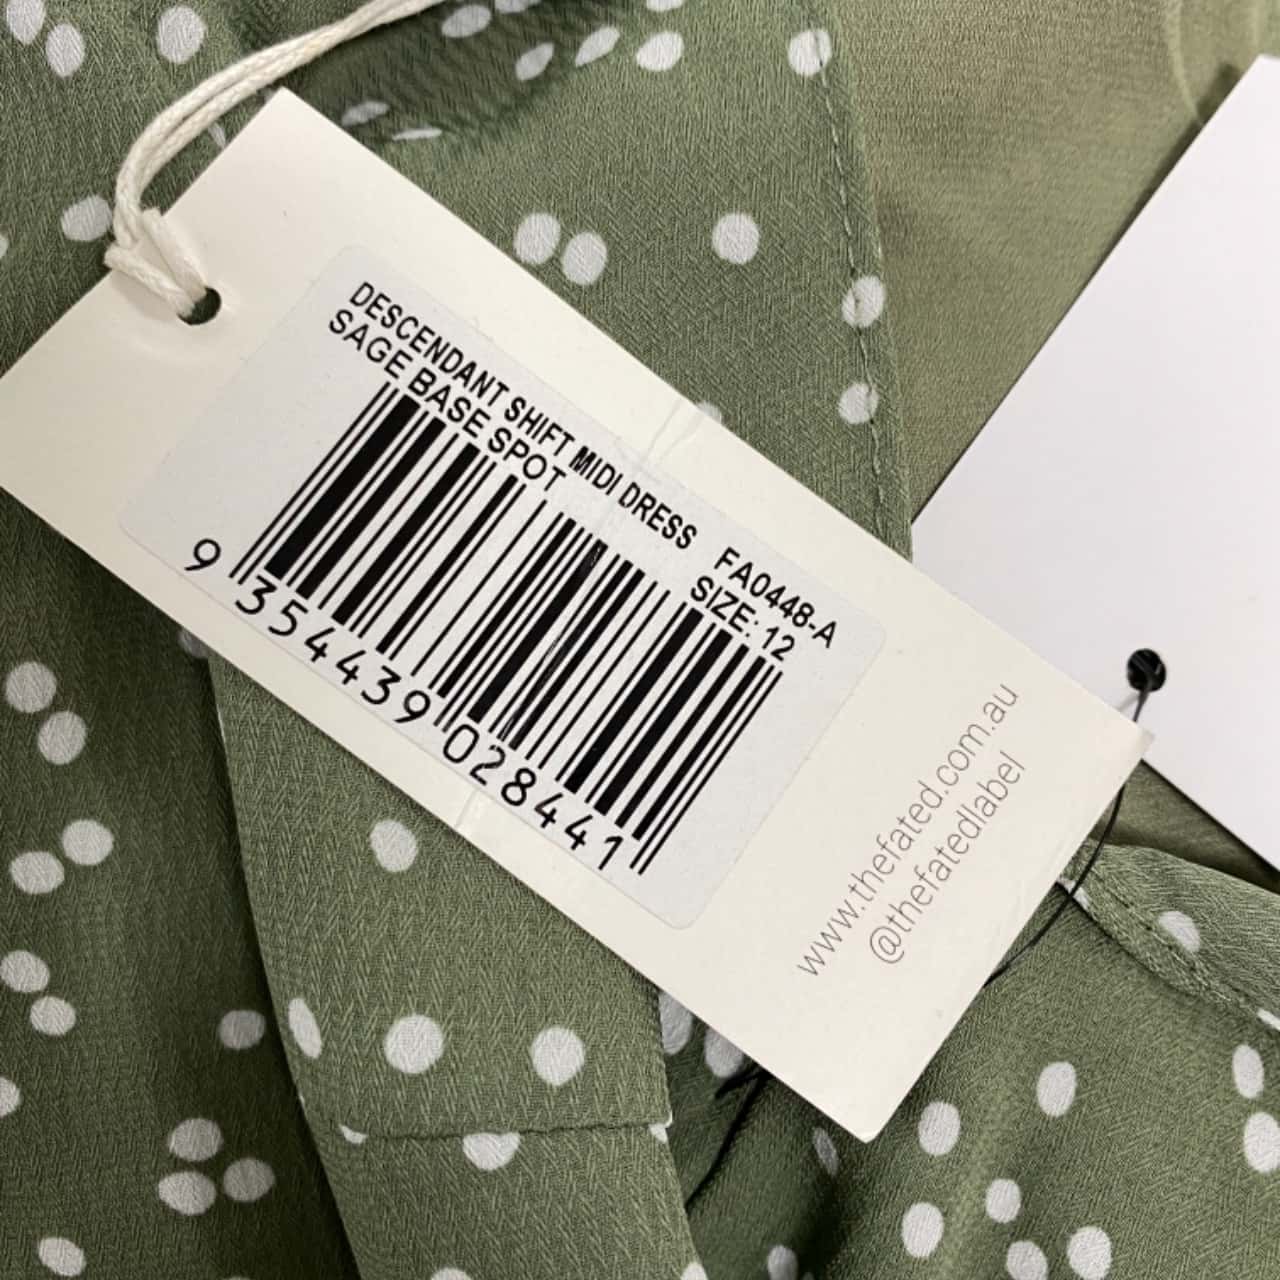 DESCENDANT SHIFT MIDI DRESS FA0448-A
SAGE BASE SPOT SIZE: 12
9 354439 028441
www.thefated.com.au
@thefatedlabel